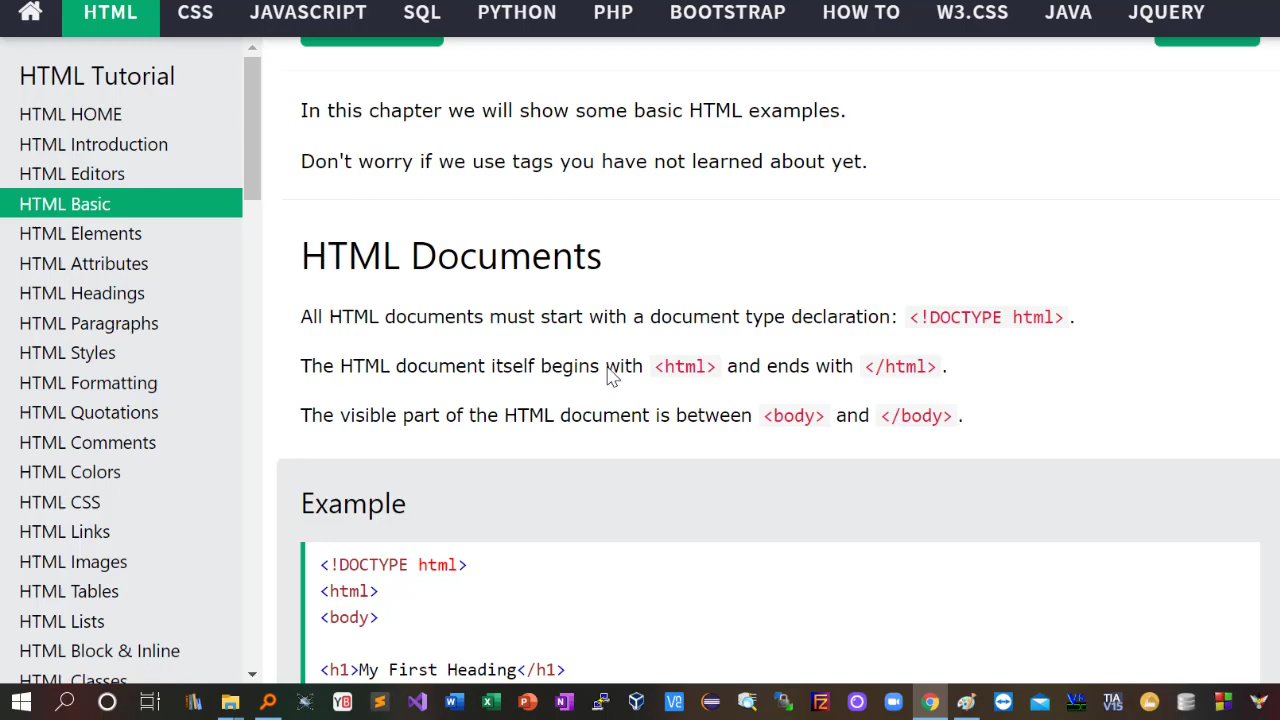 HTML CSS JAVASCRIPT SQL PYTHON PHP BOOTSTRAP HOW TO W3.CSS JAVA JQUERY
HTML Tutorial
HTML HOME
HTML Introduction
HTML Editors
HTML Basic
HTML Elements
HTML Attributes
HTML Headings
HTML Paragraphs
HTML Styles
HTML Formatting
HTML Quotations
HTML Comments
HTML Colors
HTML CSS
HTML Links
HTML Images
HTML Tables
HTML Lists
HTML Block & Inline
HTML Classes
In this chapter we will show some basic HTML examples.
Don't worry if we use tags you have not learned about yet.
HTML Documents
All HTML documents must start with a document type declaration: <!DOCTYPE html>.
The HTML document itself begins with <html> and ends with </html>.
The visible part of the HTML document is between <body> and </body>.
Example
<!DOCTYPE html>
<html>
<body>
<h1>My First Heading</h1>